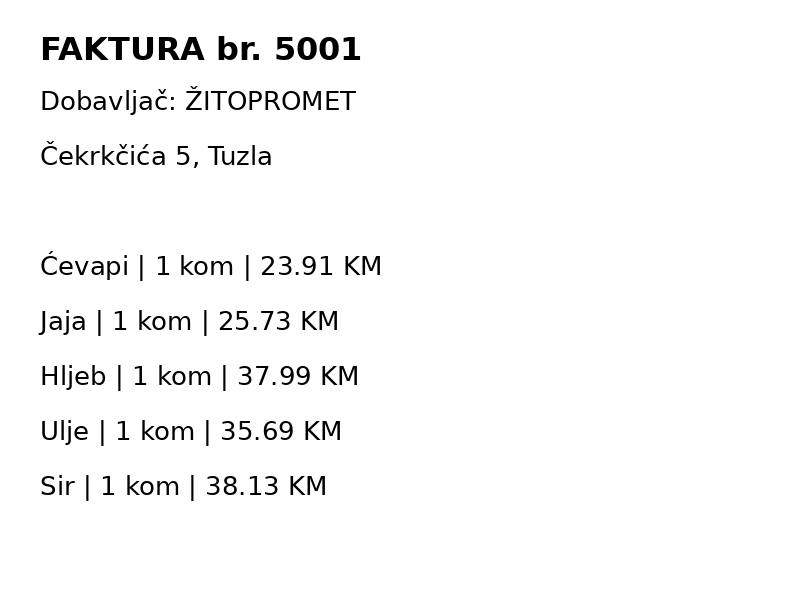 FAKTURA br. 5001
Dobavljač: ŽITOPROMET
Čekrkčića 5, Tuzla
Ćevapi | 1 kom | 23.91 KM
Jaja | 1 kom | 25.73 KM
Hljeb | 1 kom | 37.99 KM
Ulje | 1 kom | 35.69 KM
Sir | 1 kom | 38.13 KM